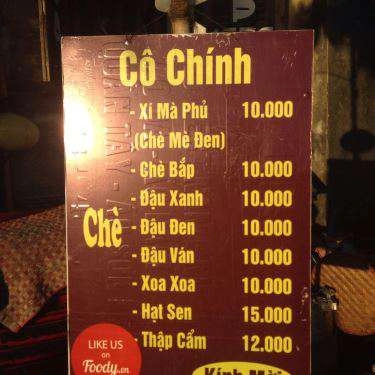 Cô Chính
Chè
- Xí Mà Phủ 10.000
(Chè Mè Đen)
- Chè Bắp 10.000
- Đậu Xanh 10.000
- Đậu Đen 10.000
- Đậu Ván 10.000
- Xoa Xoa 10.000
- Hạt Sen 15.000
- Thập Cẩm 12.000
LIKE US
on
Foody.vn
Kính Mời